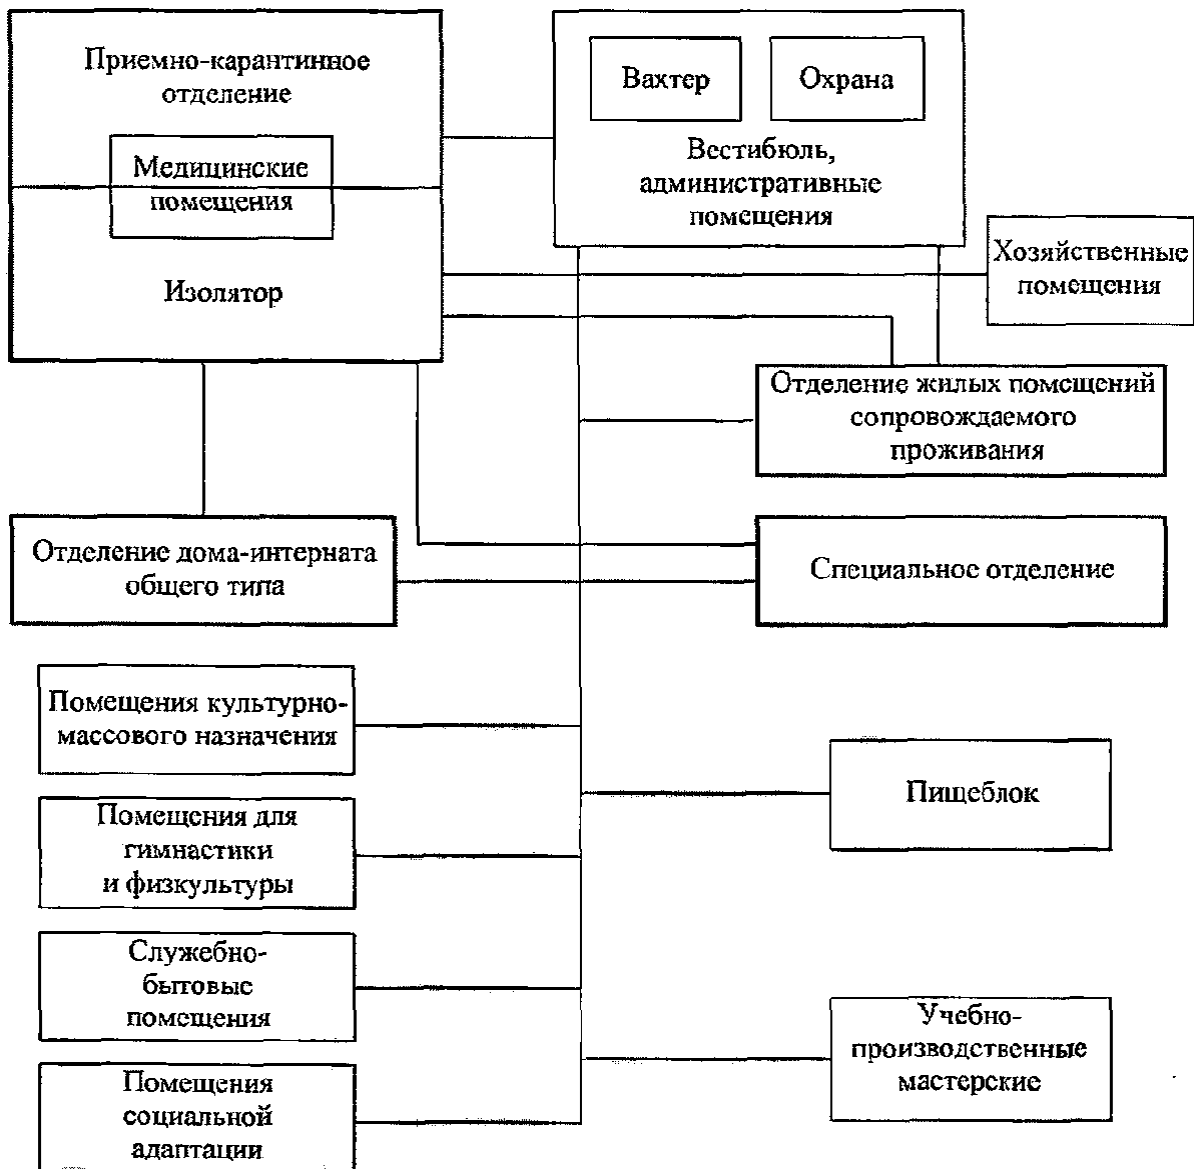 Приемно-карантинное
отделение
Медицинские
помещения
Изолятор
Вахтер
Охрана
Вестибюль,
административные
помещения
Хозяйственные
помещения
Отделение жилых помещений
сопровождаемого
проживания
Отделение дома-интерната
общего типа
Специальное отделение
Помещения культурно-
массового назначения
Помещения для
гимнастики
и физкультуры
Служебно-
бытовые
помещения
Помещения
социальной
адаптации
Пищеблок
Учебно-
производственные
мастерские